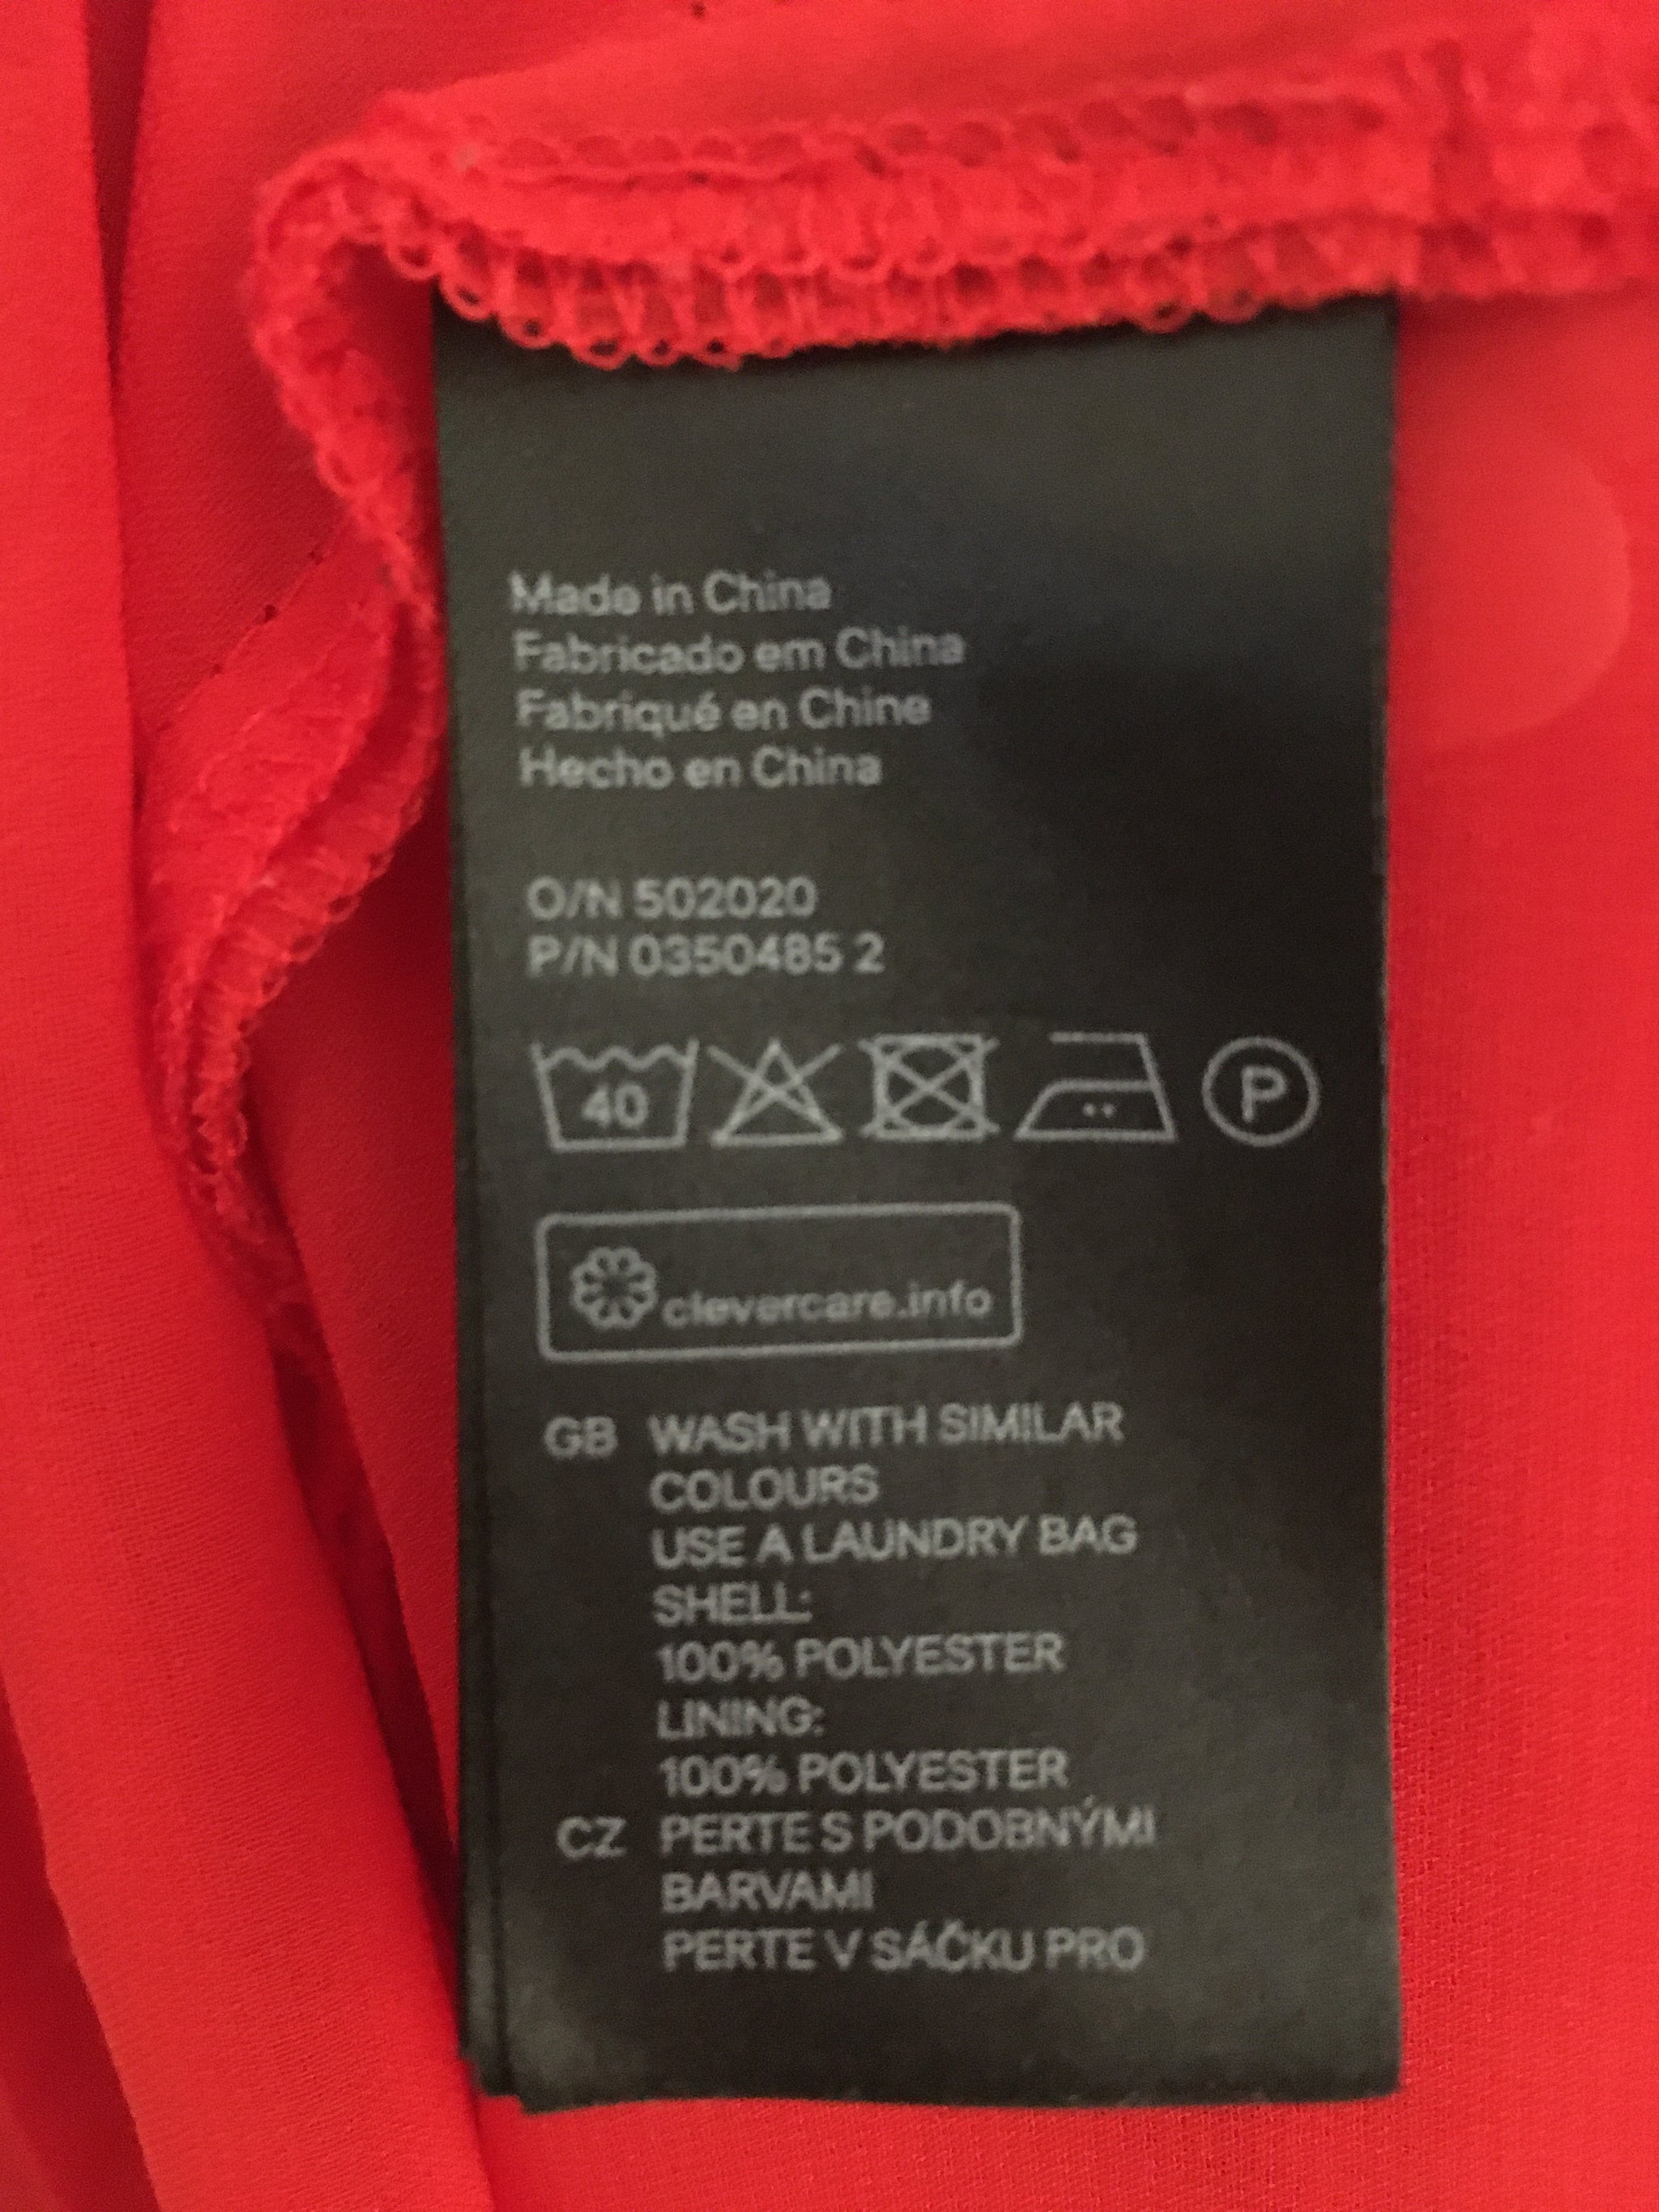 Made in China
Fabricado em China
Fabriqué en Chine
Hecho en China
O/N 502020
P/N 0350485 2
40 P
clevercare.info
GB WASH WITH SIMILAR
COLOURS
USE A LAUNDRY BAG
SHELL:
100% POLYESTER
LINING:
100% POLYESTER
CZ PERTE S PODOBNÝMI
BARVAMI
PERTE V SÁČKU PRO